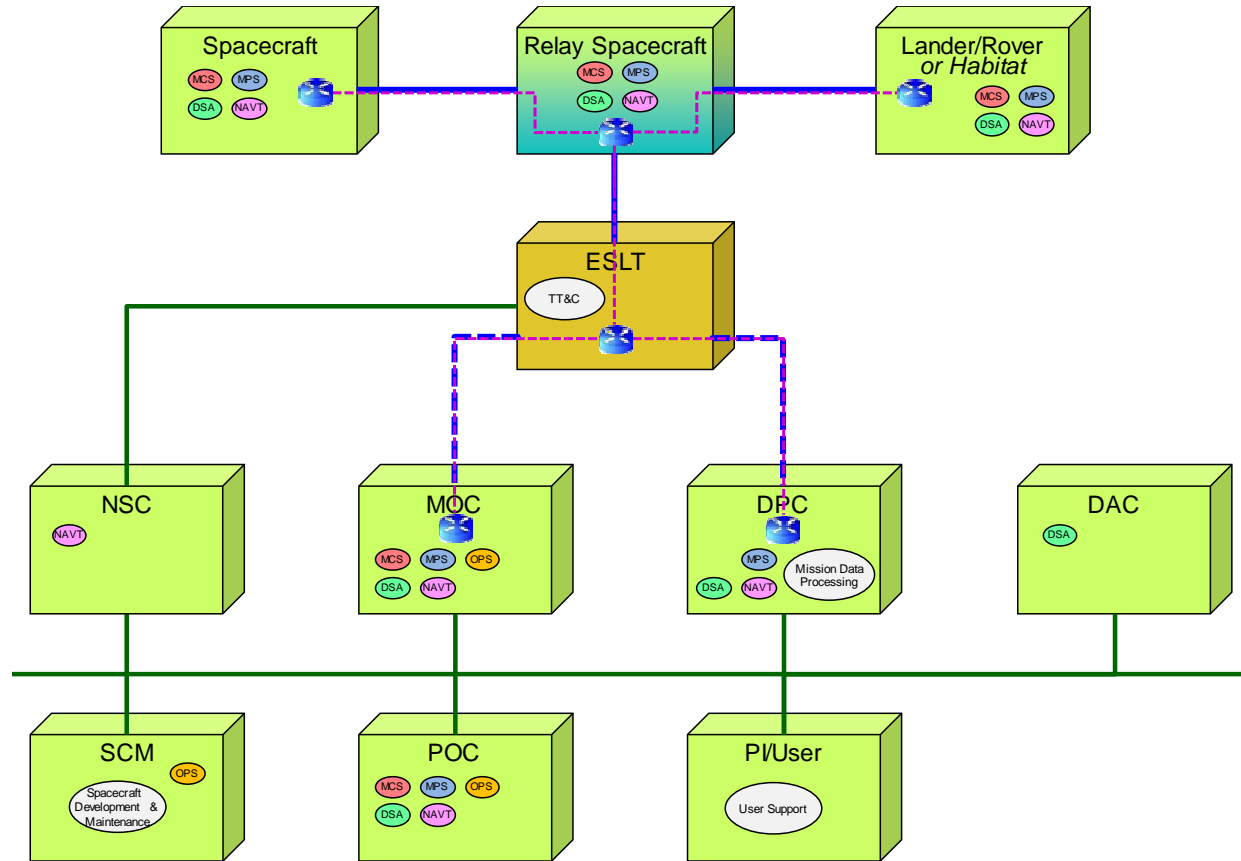 Spacecraft
MCS
MPS
DSA
NAVT
Relay Spacecraft
MCS
MPS
DSA
NAVT
Lander/Rover
or Habitat
MCS
MPS
DSA
NAVT
ESLT
TT&C
NSC
NAVT
MOC
MCS
MPS
OPS
DSA
NAVT
DPC
MPS
DSA
NAVT
Mission Data
Processing
DAC
DSA
SCM
OPS
Spacecraft
Development &
Maintenance
POC
MCS
MPS
OPS
DSA
NAVT
PI/User
User Support